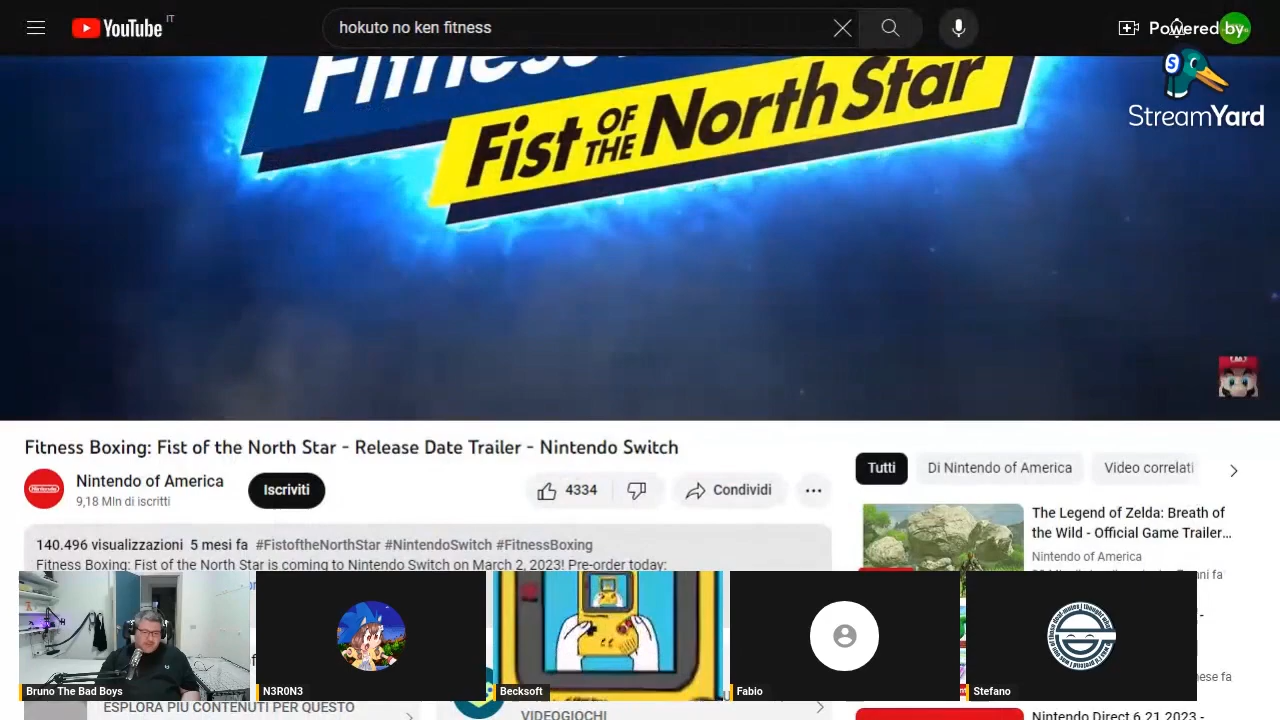 YouTube
IT
hokuto no ken fitness
Powered by
StreamYard
Fitness
Fist OF THE North Star
Fitness Boxing: Fist of the North Star - Release Date Trailer - Nintendo Switch
Nintendo of America
9,18 Mln di iscritti
Iscriviti
4334
Condividi
Tutti
Di Nintendo of America
Video correlati
140.496 visualizzazioni 5 mesi fa #FistoftheNorthStar #NintendoSwitch #FitnessBoxing
Fitness Boxing: Fist of the North Star is coming to Nintendo Switch on March 2, 2023! Pre-order today:
The Legend of Zelda: Breath of
the Wild - Official Game Trailer...
Nintendo of America
Bruno The Bad Boys
N3R0N3
Becksoft
Fabio
Stefano
ESPLORA PIÙ CONTENUTI PER QUESTO
VIDEOGIOCHI
Nintendo Direct 6.21.2023 -